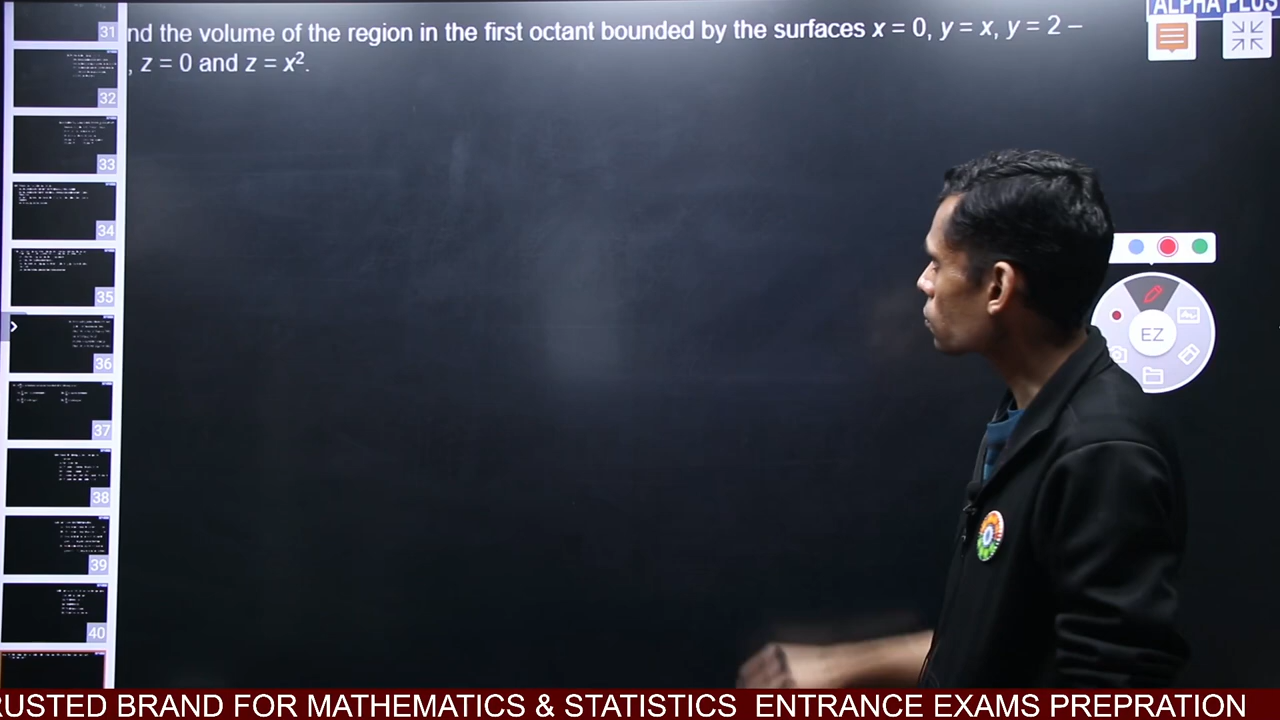 ALPHA PLUS
nd the volume of the region in the first octant bounded by the surfaces x = 0, y = x, y = 2 –
, z = 0 and z = x².
31
32
33
34
35
36
37
38
39
40
EZ
RUSTED BRAND FOR MATHEMATICS & STATISTICS ENTRANCE EXAMS PREPRATION